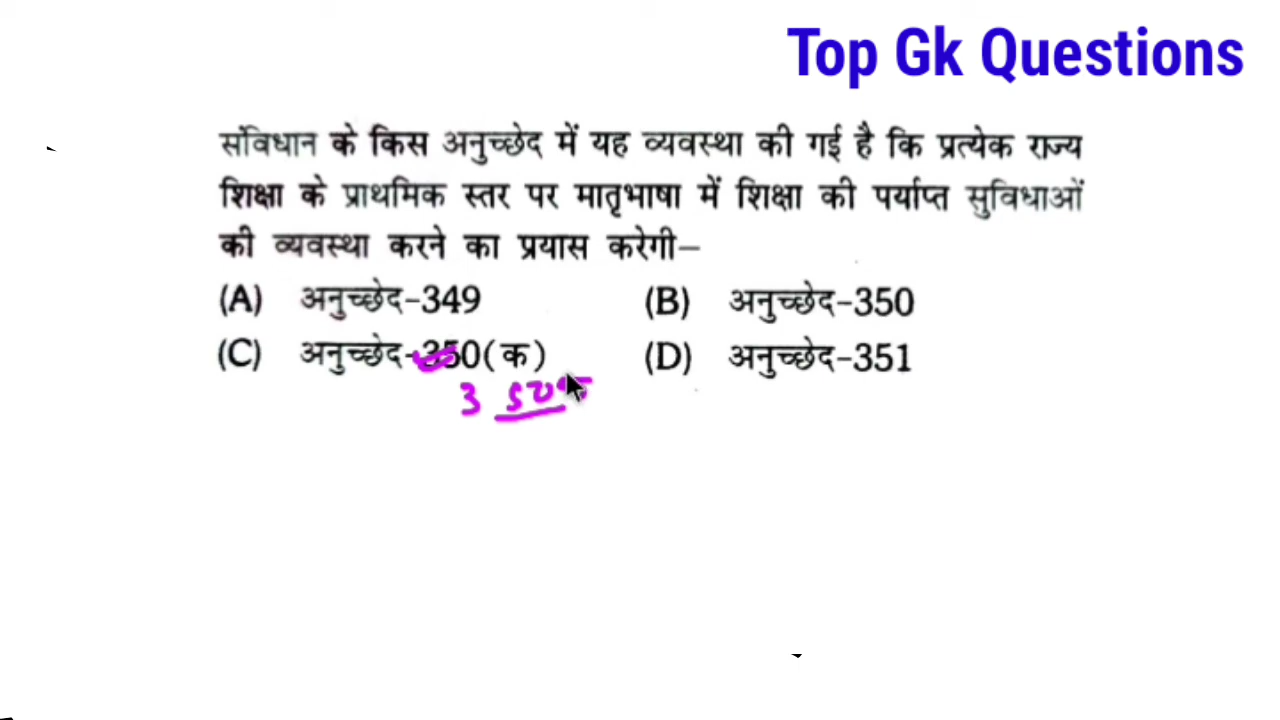 Top Gk Questions
संविधान के किस अनुच्छेद में यह व्यवस्था की गई है कि प्रत्येक राज्य
शिक्षा के प्राथमिक स्तर पर मातृभाषा में शिक्षा की पर्याप्त सुविधाओं
की व्यवस्था करने का प्रयास करेगी–
(A) अनुच्छेद-349 (B) अनुच्छेद-350
(C) अनुच्छेद-350(क) (D) अनुच्छेद-351
3 50